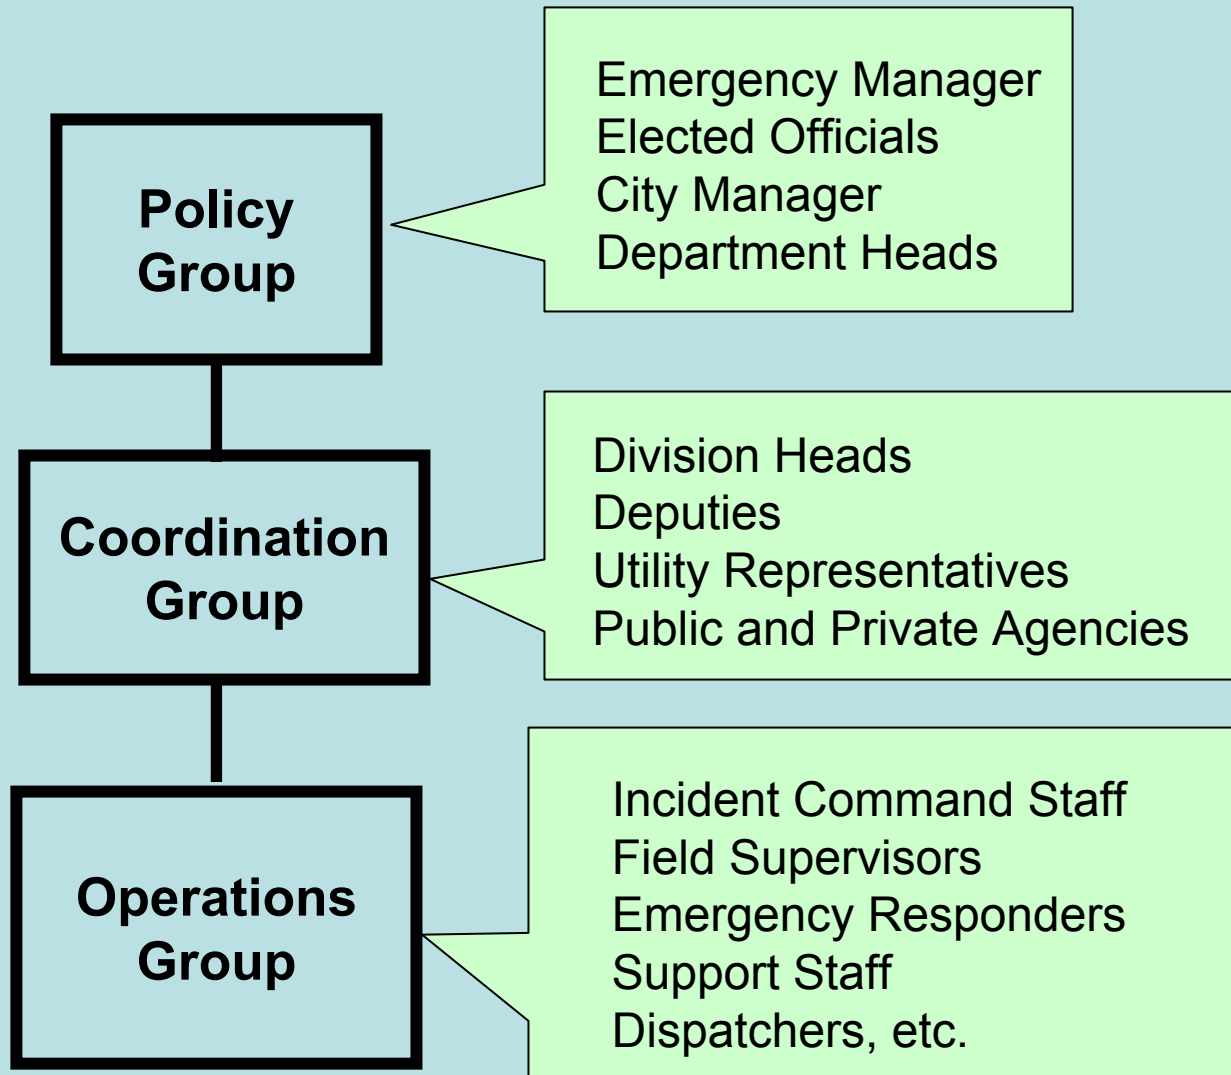 Policy
Group
Emergency Manager
Elected Officials
City Manager
Department Heads
Coordination
Group
Division Heads
Deputies
Utility Representatives
Public and Private Agencies
Operations
Group
Incident Command Staff
Field Supervisors
Emergency Responders
Support Staff
Dispatchers, etc.